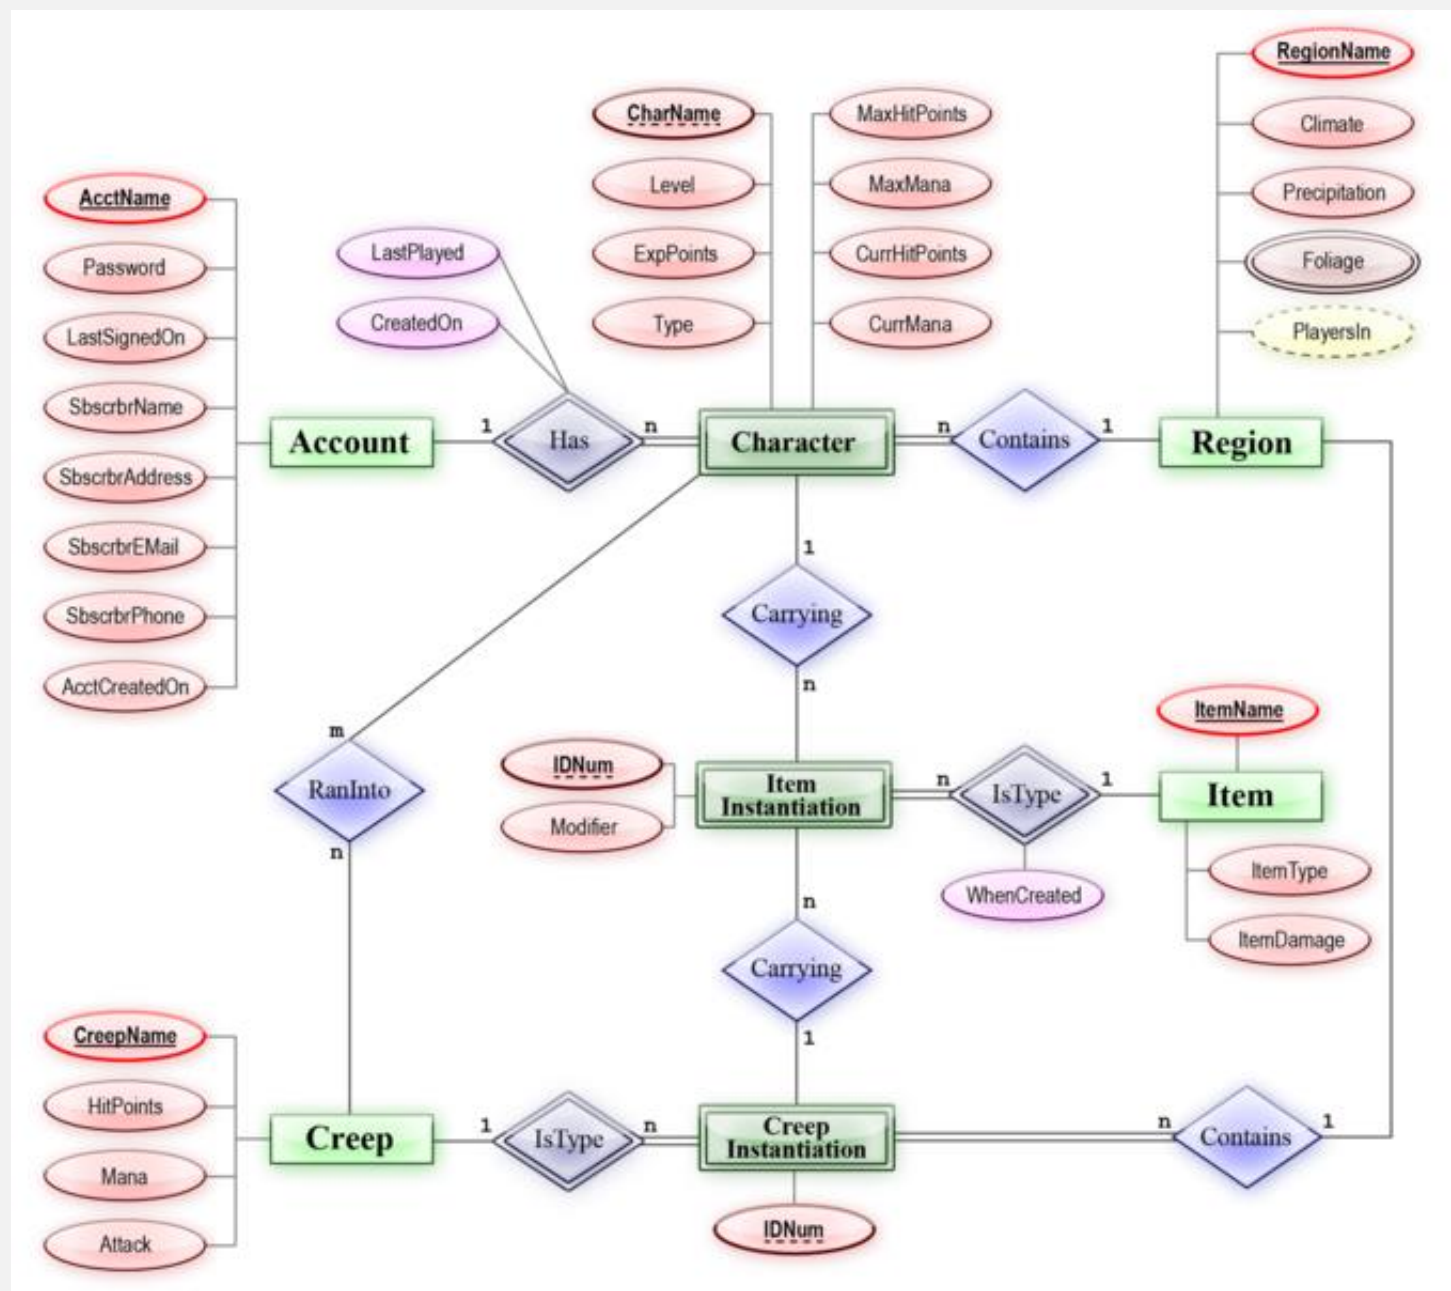 RegionName
CharName
MaxHitPoints
Climate
AcctName
Level
MaxMana
Precipitation
Password
LastPlayed
ExpPoints
CurrHitPoints
Foliage
LastSignedOn
CreatedOn
Type
CurrMana
PlayersIn
SbscrbrName
Account
1
Has
n
Character
n
Contains
1
Region
SbscrbrAddress
SbscrbrEMail
1
SbscrbrPhone
Carrying
AcctCreatedOn
n
ItemName
m
RanInto
n
IDNum
Modifier
Item
Instantiation
n
IsType
1
Item
WhenCreated
ItemType
ItemDamage
n
Carrying
1
CreepName
HitPoints
Mana
Attack
Creep
1
IsType
n
Creep
Instantiation
n
Contains
1
IDNum